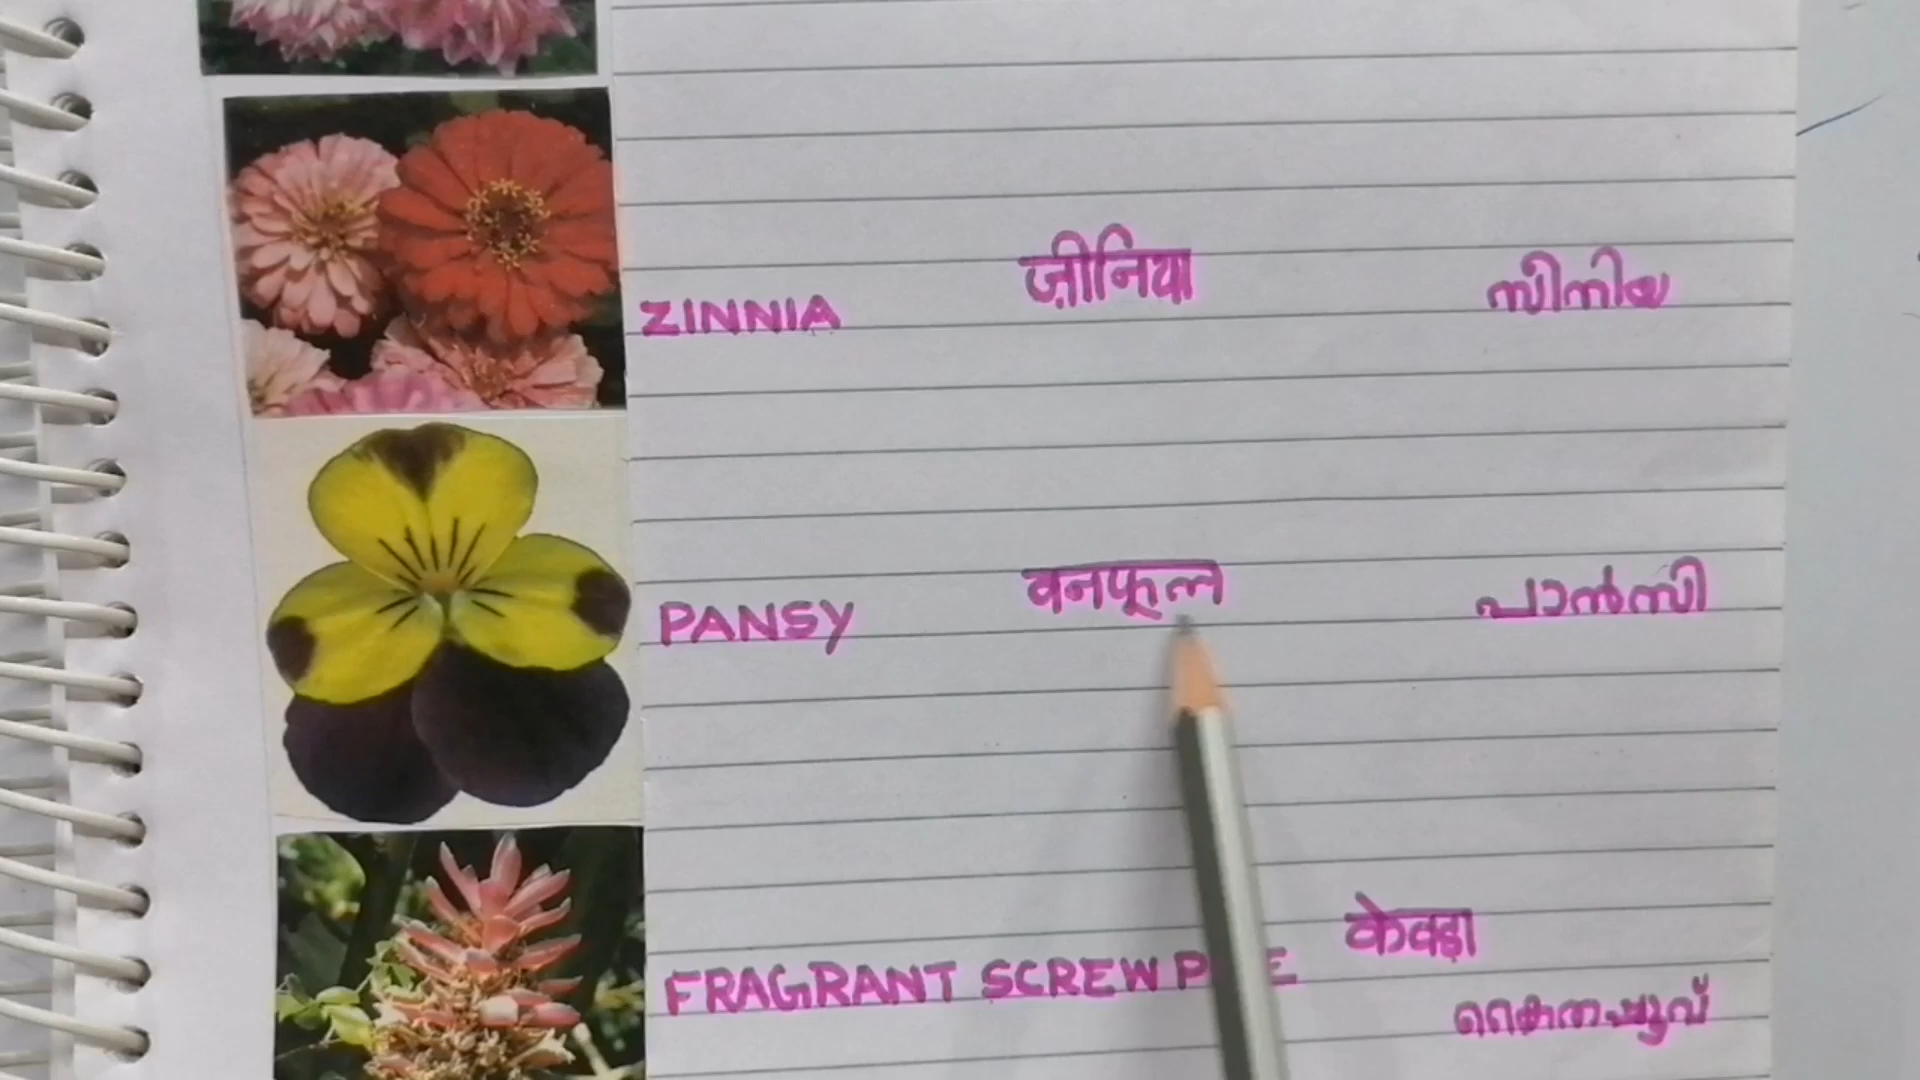 ZINNIA ज़ीनिया സീനിയ
PANSY वनफूल പാൻസി
FRAGRANT SCREW केवड़ा
കൈതപ്പൂവ്